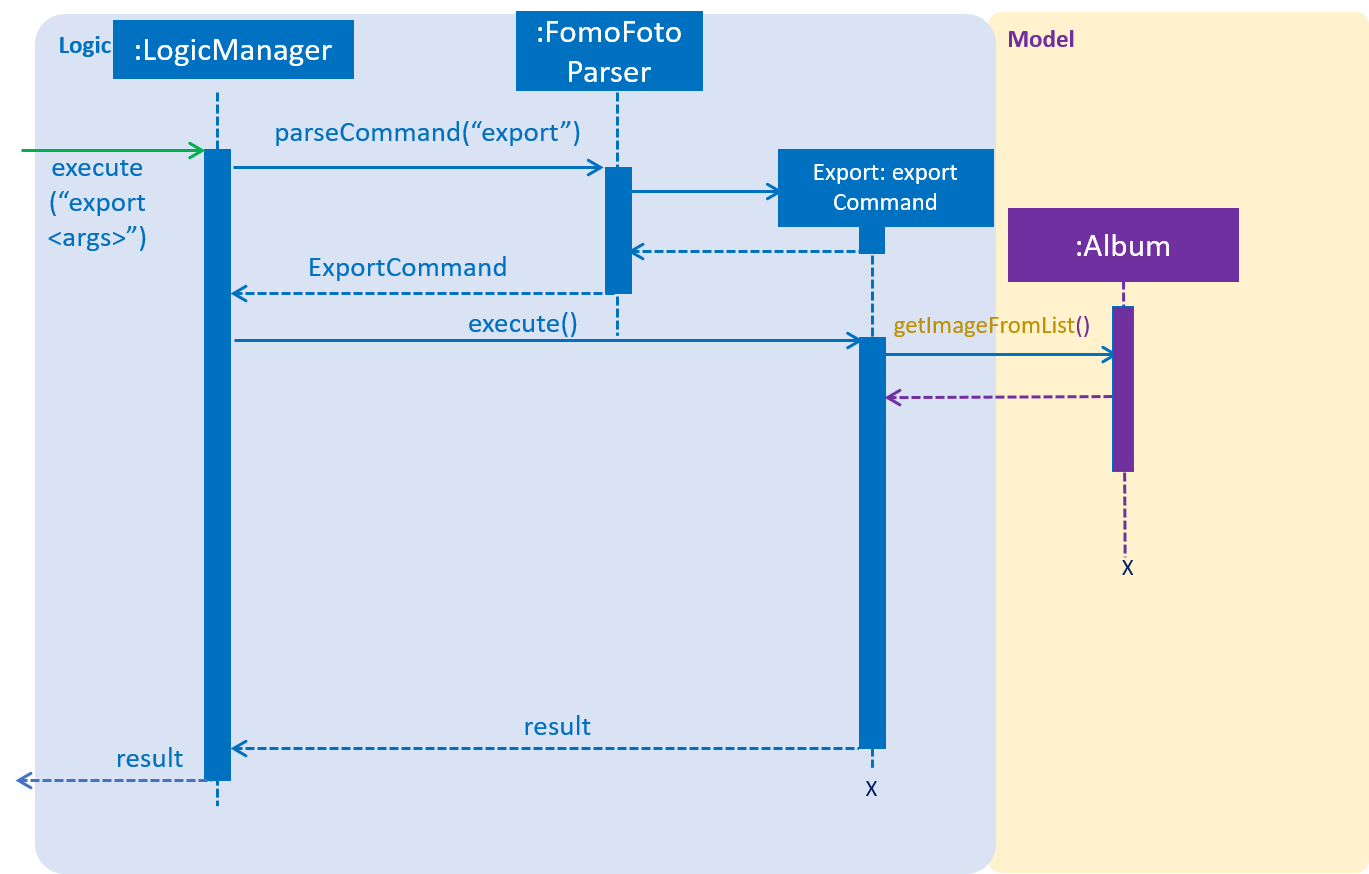 Logic
:LogicManager
:FomoFoto
Parser
Model
parseCommand(“export”)
execute
(“export
<args>”)
Export: export
Command
:Album
ExportCommand
execute()
getImageFromList()
X
result
result
X